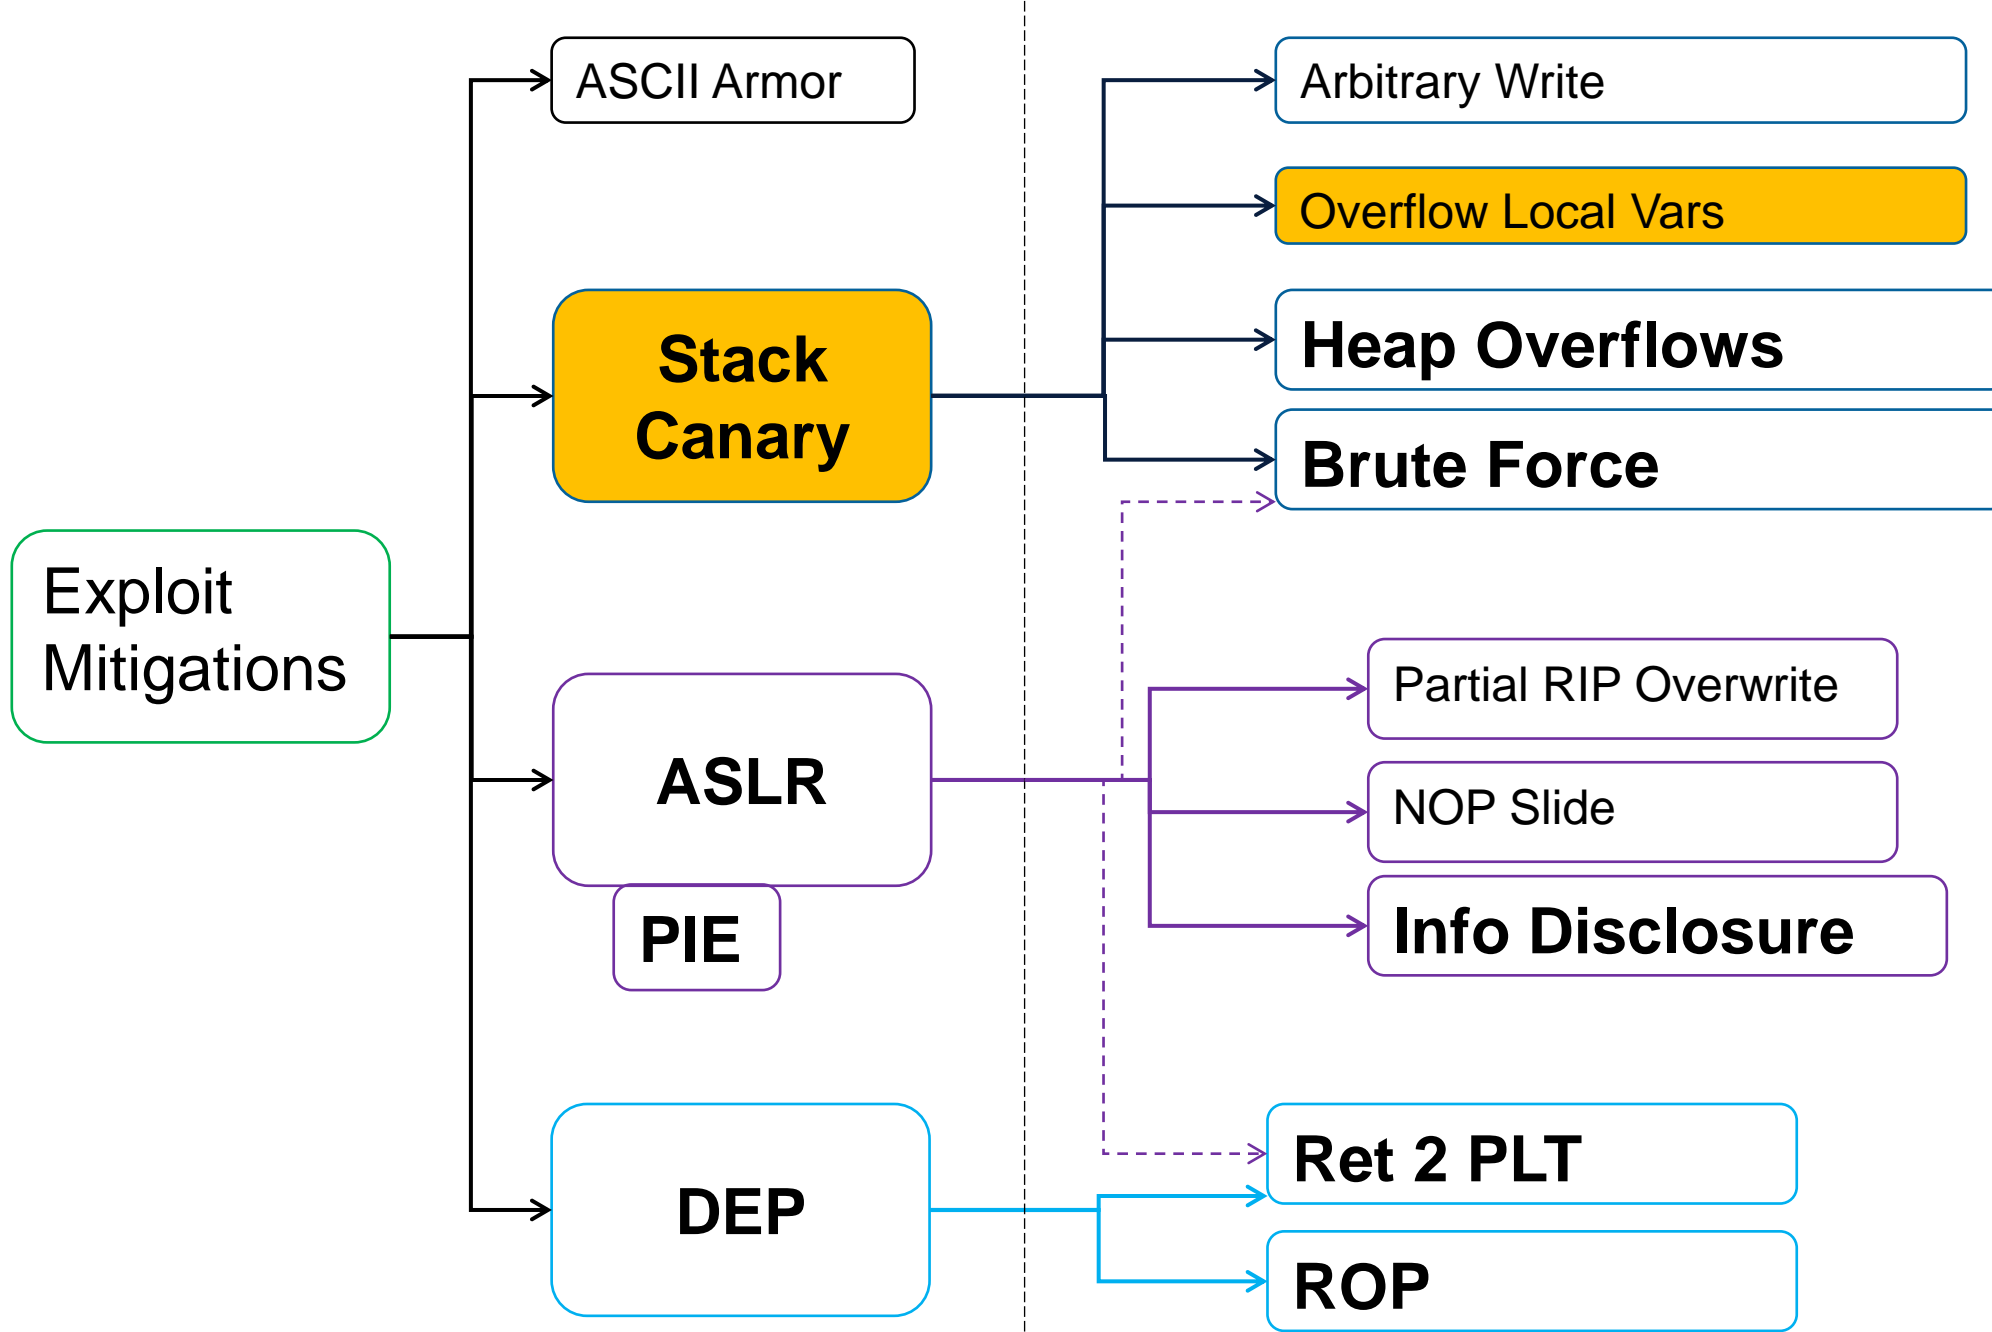 ASCII Armor
Arbitrary Write
Overflow Local Vars
Stack
Canary
Heap Overflows
Brute Force
Exploit
Mitigations
ASLR
PIE
Partial RIP Overwrite
NOP Slide
Info Disclosure
DEP
Ret 2 PLT
ROP